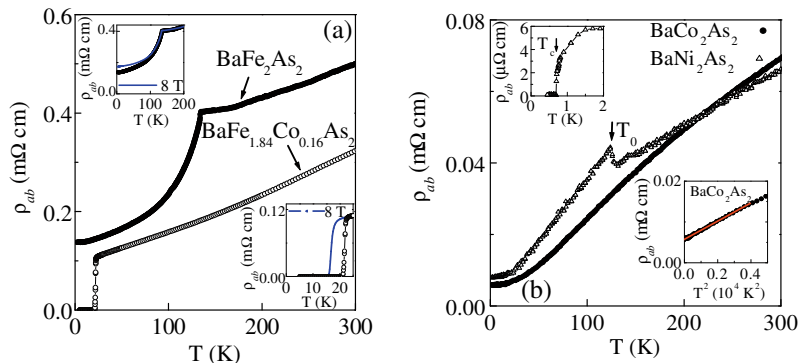 (a)
0.6
0.4
0.2
0.0
ρab (mΩ cm)
0 100 200 300
T (K)
BaFe2As2
BaFe1.84Co0.16As2
0.4
0.2
0.0
ρab (mΩ cm)
8 T
0 100 200
T (K)
0.12
0.00
ρab (mΩ cm)
8 T
0 10 20
T (K)
0.08
0.04
0.00
ρab (mΩ cm)
(b)
0 100 200 300
T (K)
BaCo2As2
BaNi2As2
T0
6
4
2
0
ρab (μΩ cm)
Tc
0 1 2
T (K)
BaCo2As2
0.02
0.01
0.00
ρab (mΩ cm)
0.0 0.2 0.4
T2 (104 K2)